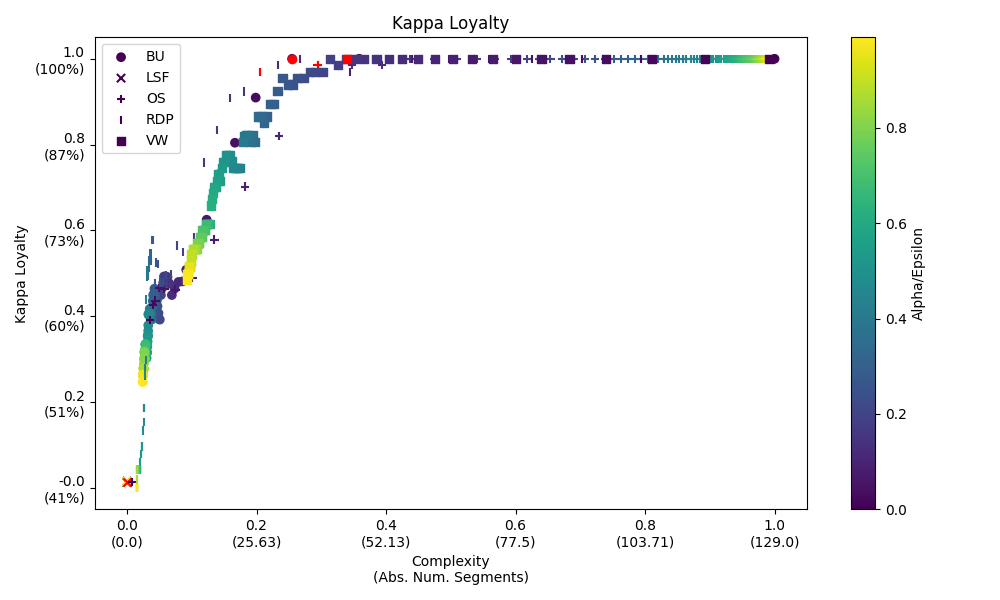 Kappa Loyalty
BU
LSF
OS
RDP
VW
1.0
(100%)
0.8
(87%)
0.6
(73%)
0.4
(60%)
0.2
(51%)
-0.0
(41%)
Kappa Loyalty
0.0
(0.0)
0.2
(25.63)
0.4
(52.13)
0.6
(77.5)
0.8
(103.71)
1.0
(129.0)
Complexity
(Abs. Num. Segments)
0.8
0.6
0.4
0.2
0.0
Alpha/Epsilon